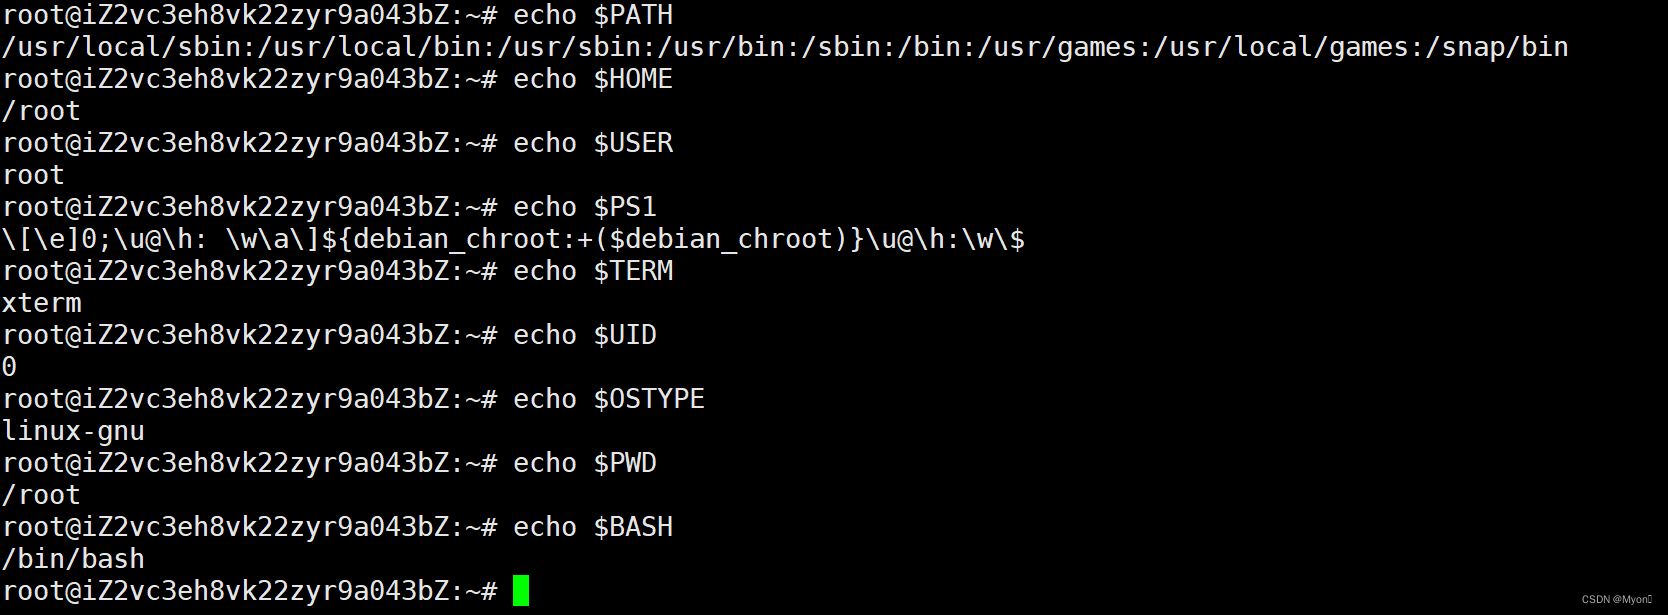 root@iZ2vc3eh8vk22zyr9a043bZ:~# echo $PATH
/usr/local/sbin:/usr/local/bin:/usr/sbin:/usr/bin:/sbin:/bin:/usr/games:/usr/local/games:/snap/bin
root@iZ2vc3eh8vk22zyr9a043bZ:~# echo $HOME
/root
root@iZ2vc3eh8vk22zyr9a043bZ:~# echo $USER
root
root@iZ2vc3eh8vk22zyr9a043bZ:~# echo $PS1
\[\e]0;\u@\h: \w\a\]${debian_chroot:+($debian_chroot)}\u@\h:\w\$
root@iZ2vc3eh8vk22zyr9a043bZ:~# echo $TERM
xterm
root@iZ2vc3eh8vk22zyr9a043bZ:~# echo $UID
0
root@iZ2vc3eh8vk22zyr9a043bZ:~# echo $OSTYPE
linux-gnu
root@iZ2vc3eh8vk22zyr9a043bZ:~# echo $PWD
/root
root@iZ2vc3eh8vk22zyr9a043bZ:~# echo $BASH
/bin/bash
root@iZ2vc3eh8vk22zyr9a043bZ:~#
CSDN @Myon